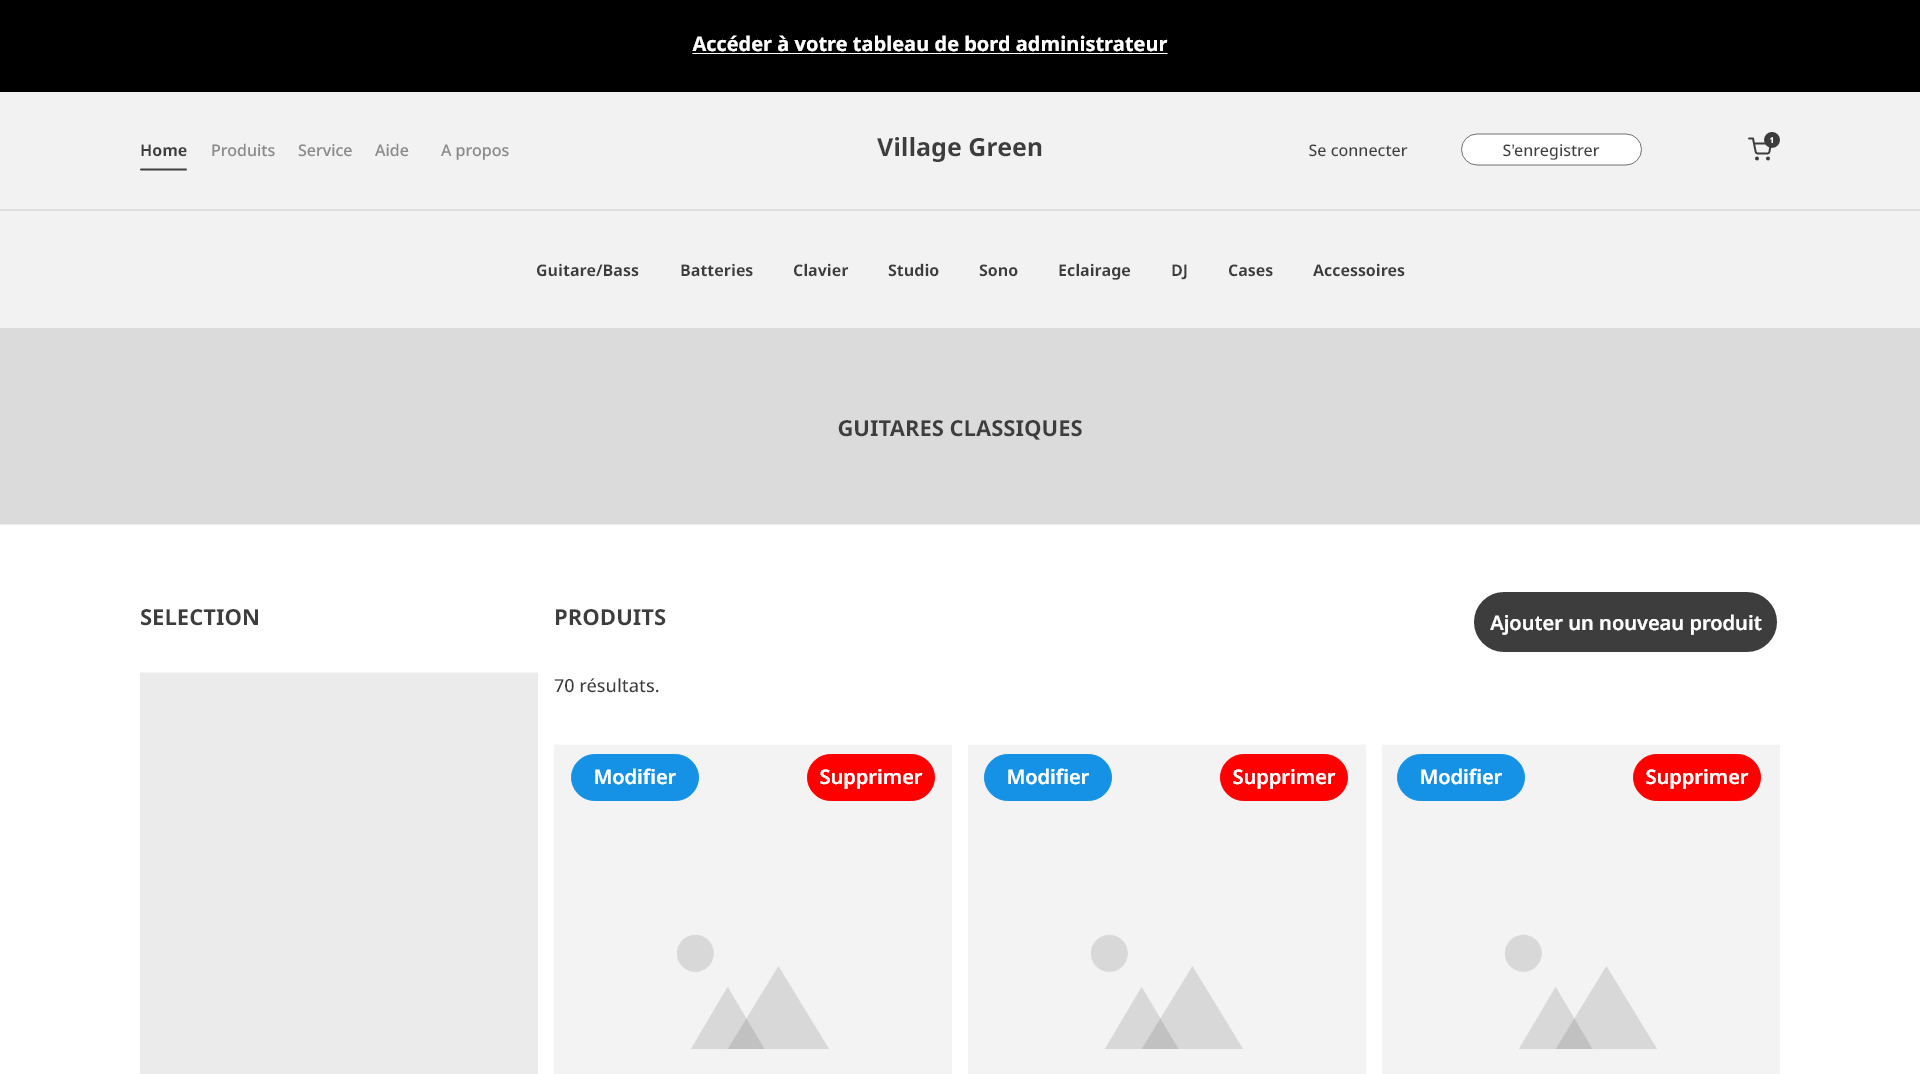 Accéder à votre tableau de bord administrateur
Home Produits Service Aide A propos
Village Green
Se connecter
S'enregistrer
1
Guitare/Bass Batteries Clavier Studio Sono Eclairage DJ Cases Accessoires
GUITARES CLASSIQUES
SELECTION
PRODUITS
Ajouter un nouveau produit
70 résultats.
Modifier Supprimer
Modifier Supprimer
Modifier Supprimer